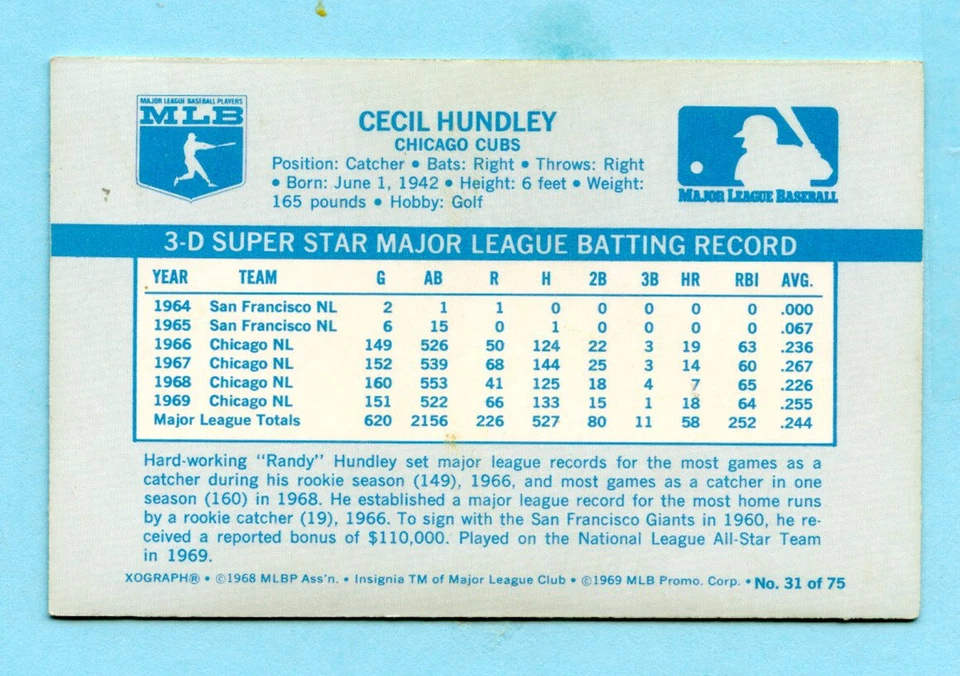 MAJOR LEAGUE BASEBALL PLAYERS
MLB
CECIL HUNDLEY
CHICAGO CUBS
Position: Catcher • Bats: Right • Throws: Right
• Born: June 1, 1942 • Height: 6 feet • Weight:
165 pounds • Hobby: Golf
MAJOR LEAGUE BASEBALL
3-D SUPER STAR MAJOR LEAGUE BATTING RECORD
YEAR TEAM G AB R H 2B 3B HR RBI AVG.
1964 San Francisco NL 2 1 1 0 0 0 0 0 .000
1965 San Francisco NL 6 15 0 1 0 0 0 0 .067
1966 Chicago NL 149 526 50 124 22 3 19 63 .236
1967 Chicago NL 152 539 68 144 25 3 14 60 .267
1968 Chicago NL 160 553 41 125 18 4 7 65 .226
1969 Chicago NL 151 522 66 133 15 1 18 64 .255
Major League Totals 620 2156 226 527 80 11 58 252 .244
Hard-working "Randy" Hundley set major league records for the most games as a
catcher during his rookie season (149), 1966, and most games as a catcher in one
season (160) in 1968. He established a major league record for the most home runs
by a rookie catcher (19), 1966. To sign with the San Francisco Giants in 1960, he re-
ceived a reported bonus of $110,000. Played on the National League All-Star Team
in 1969.
XOGRAPH® • ©1968 MLBP Ass'n. • Insignia TM of Major League Club • ©1969 MLB Promo. Corp. • No. 31 of 75